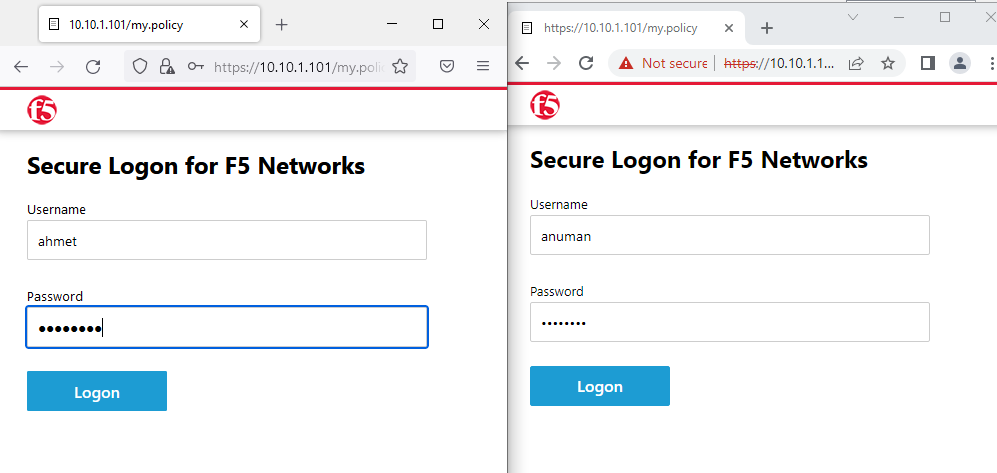 10.10.1.101/my.policy
https://10.10.1.101/my.poli
f5
Secure Logon for F5 Networks
Username
ahmet
Password
••••••••
Logon
https://10.10.1.101/my.policy
Not secure | https://10.10.1.1...
f5
Secure Logon for F5 Networks
Username
anuman
Password
••••••••
Logon